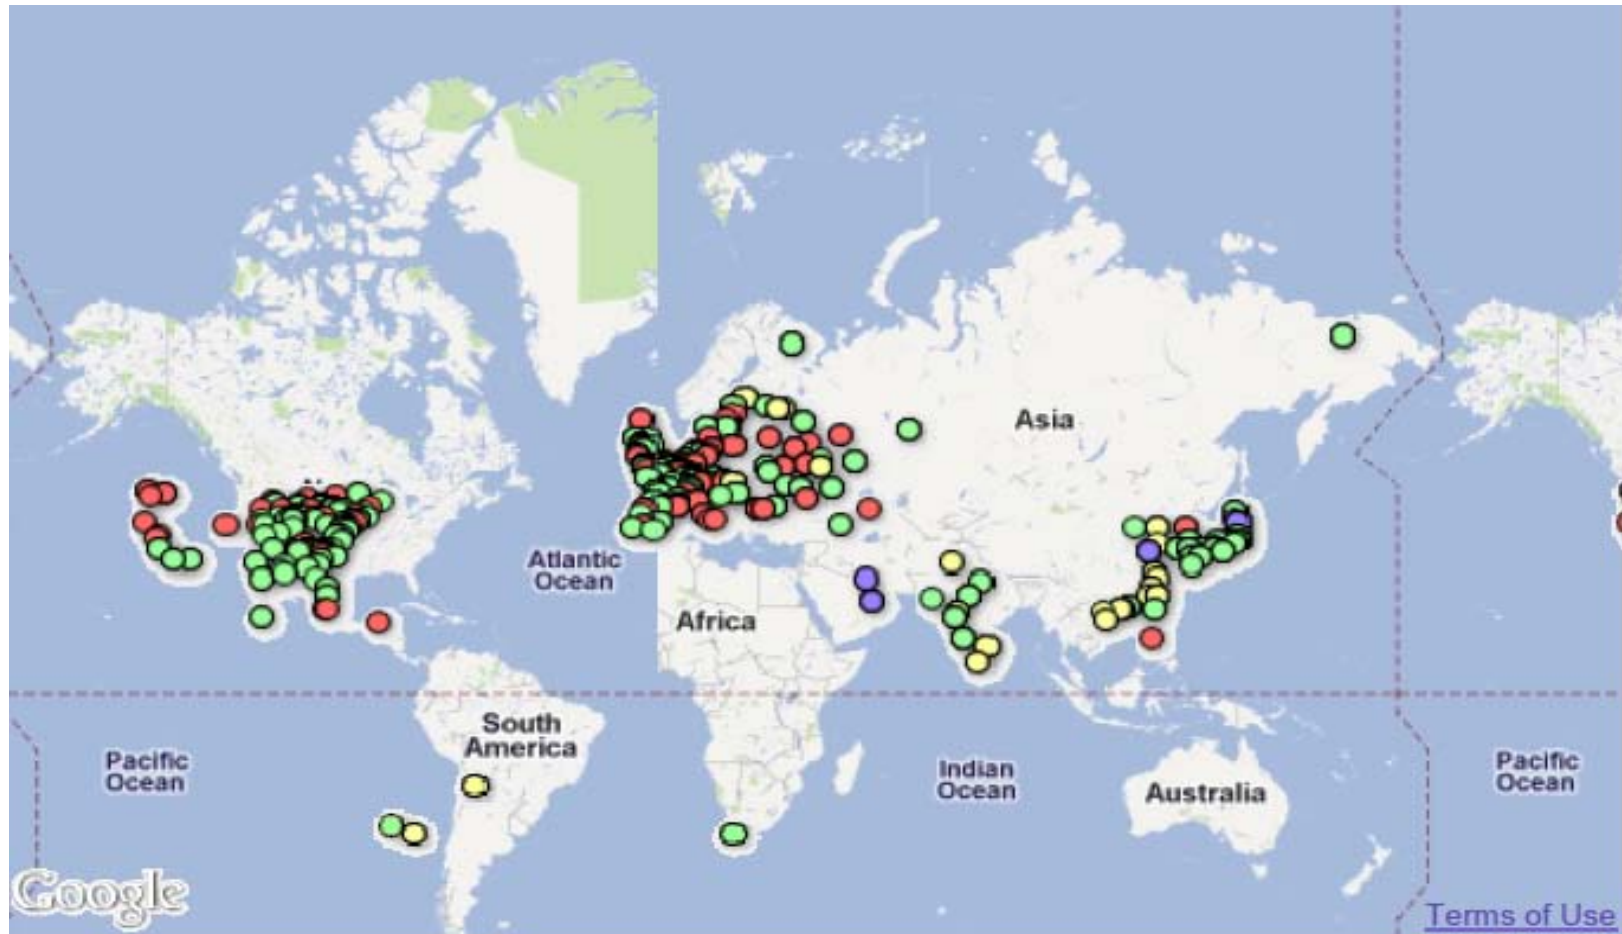 Asia
Atlantic
Ocean
Africa
South
America
Pacific
Ocean
Indian
Ocean
Australia
Pacific
Ocean
Google
Terms of Use